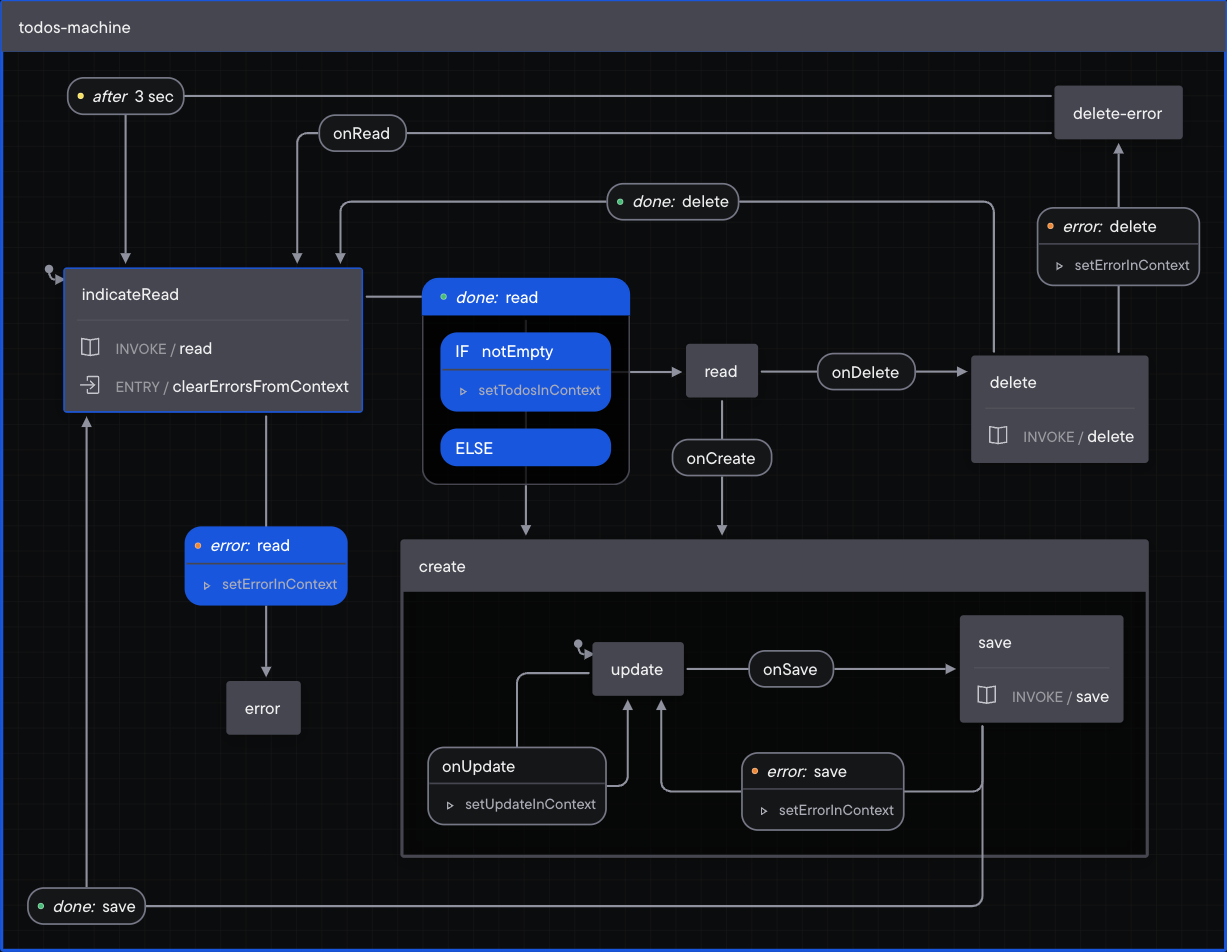 todos-machine
after 3 sec
delete-error
onRead
done: delete
error: delete
setErrorInContext
indicateRead
INVOKE / read
ENTRY / clearErrorsFromContext
done: read
IF notEmpty
setTodosInContext
ELSE
read
onDelete
delete
INVOKE / delete
onCreate
error: read
setErrorInContext
error
create
update
onSave
save
INVOKE / save
onUpdate
setUpdateInContext
error: save
setErrorInContext
done: save